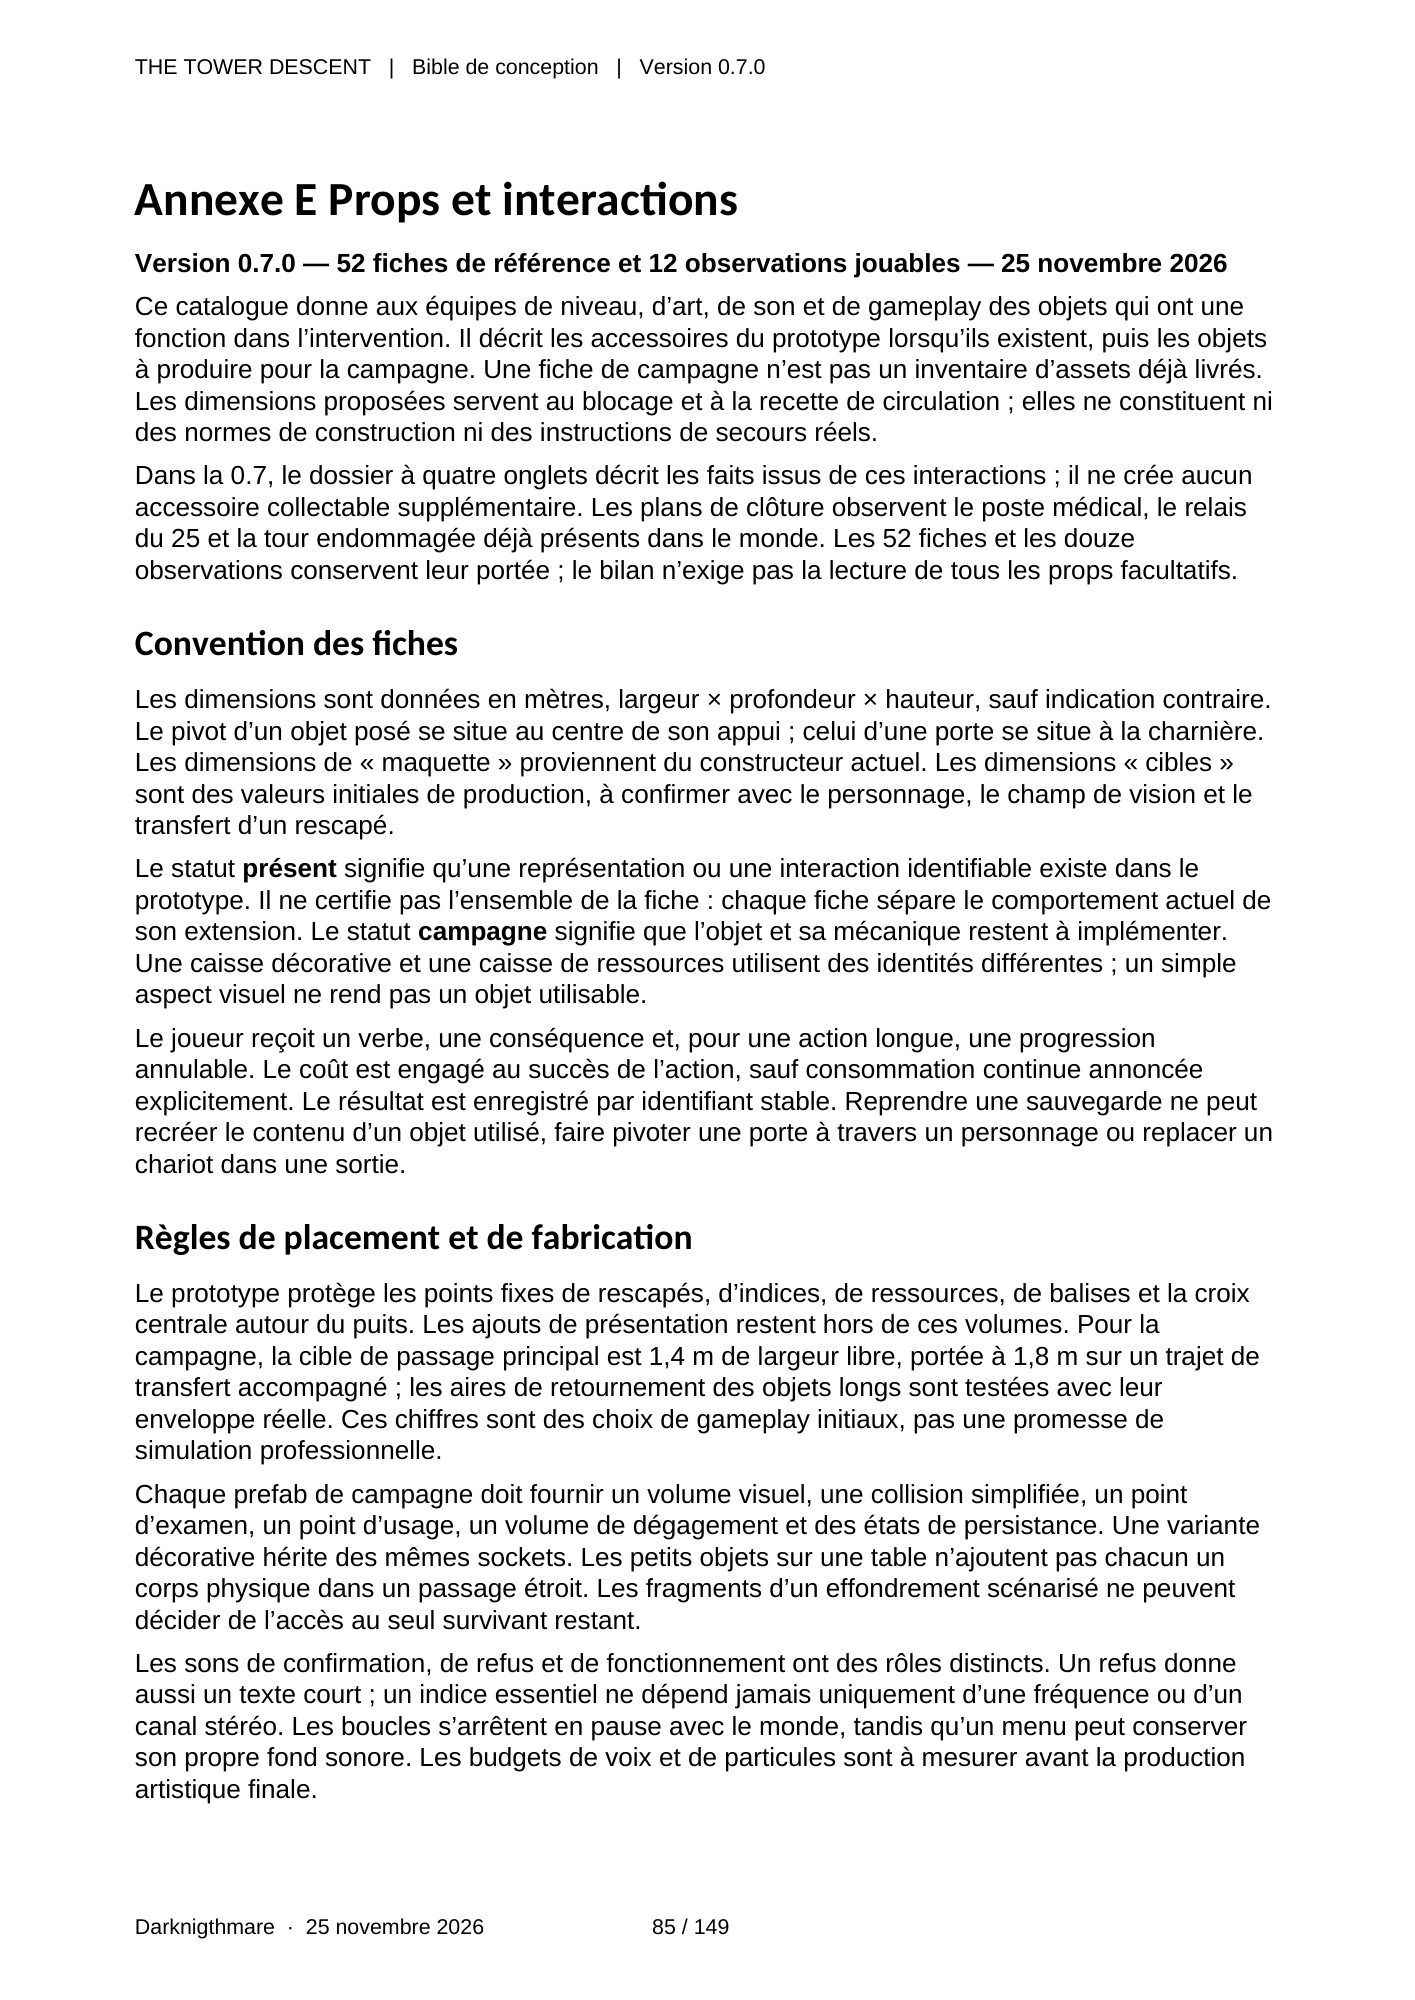 THE TOWER DESCENT | Bible de conception | Version 0.7.0
Annexe E Props et interactions
Version 0.7.0 — 52 fiches de référence et 12 observations jouables — 25 novembre 2026
Ce catalogue donne aux équipes de niveau, d’art, de son et de gameplay des objets qui ont une
fonction dans l’intervention. Il décrit les accessoires du prototype lorsqu’ils existent, puis les objets
à produire pour la campagne. Une fiche de campagne n’est pas un inventaire d’assets déjà livrés.
Les dimensions proposées servent au blocage et à la recette de circulation ; elles ne constituent ni
des normes de construction ni des instructions de secours réels.
Dans la 0.7, le dossier à quatre onglets décrit les faits issus de ces interactions ; il ne crée aucun
accessoire collectable supplémentaire. Les plans de clôture observent le poste médical, le relais
du 25 et la tour endommagée déjà présents dans le monde. Les 52 fiches et les douze
observations conservent leur portée ; le bilan n’exige pas la lecture de tous les props facultatifs.
Convention des fiches
Les dimensions sont données en mètres, largeur × profondeur × hauteur, sauf indication contraire.
Le pivot d’un objet posé se situe au centre de son appui ; celui d’une porte se situe à la charnière.
Les dimensions de « maquette » proviennent du constructeur actuel. Les dimensions « cibles »
sont des valeurs initiales de production, à confirmer avec le personnage, le champ de vision et le
transfert d’un rescapé.
Le statut présent signifie qu’une représentation ou une interaction identifiable existe dans le
prototype. Il ne certifie pas l’ensemble de la fiche : chaque fiche sépare le comportement actuel de
son extension. Le statut campagne signifie que l’objet et sa mécanique restent à implémenter.
Une caisse décorative et une caisse de ressources utilisent des identités différentes ; un simple
aspect visuel ne rend pas un objet utilisable.
Le joueur reçoit un verbe, une conséquence et, pour une action longue, une progression
annulable. Le coût est engagé au succès de l’action, sauf consommation continue annoncée
explicitement. Le résultat est enregistré par identifiant stable. Reprendre une sauvegarde ne peut
recréer le contenu d’un objet utilisé, faire pivoter une porte à travers un personnage ou replacer un
chariot dans une sortie.
Règles de placement et de fabrication
Le prototype protège les points fixes de rescapés, d’indices, de ressources, de balises et la croix
centrale autour du puits. Les ajouts de présentation restent hors de ces volumes. Pour la
campagne, la cible de passage principal est 1,4 m de largeur libre, portée à 1,8 m sur un trajet de
transfert accompagné ; les aires de retournement des objets longs sont testées avec leur
enveloppe réelle. Ces chiffres sont des choix de gameplay initiaux, pas une promesse de
simulation professionnelle.
Chaque prefab de campagne doit fournir un volume visuel, une collision simplifiée, un point
d’examen, un point d’usage, un volume de dégagement et des états de persistance. Une variante
décorative hérite des mêmes sockets. Les petits objets sur une table n’ajoutent pas chacun un
corps physique dans un passage étroit. Les fragments d’un effondrement scénarisé ne peuvent
décider de l’accès au seul survivant restant.
Les sons de confirmation, de refus et de fonctionnement ont des rôles distincts. Un refus donne
aussi un texte court ; un indice essentiel ne dépend jamais uniquement d’une fréquence ou d’un
canal stéréo. Les boucles s’arrêtent en pause avec le monde, tandis qu’un menu peut conserver
son propre fond sonore. Les budgets de voix et de particules sont à mesurer avant la production
artistique finale.
Darknigthmare · 25 novembre 2026 85 / 149